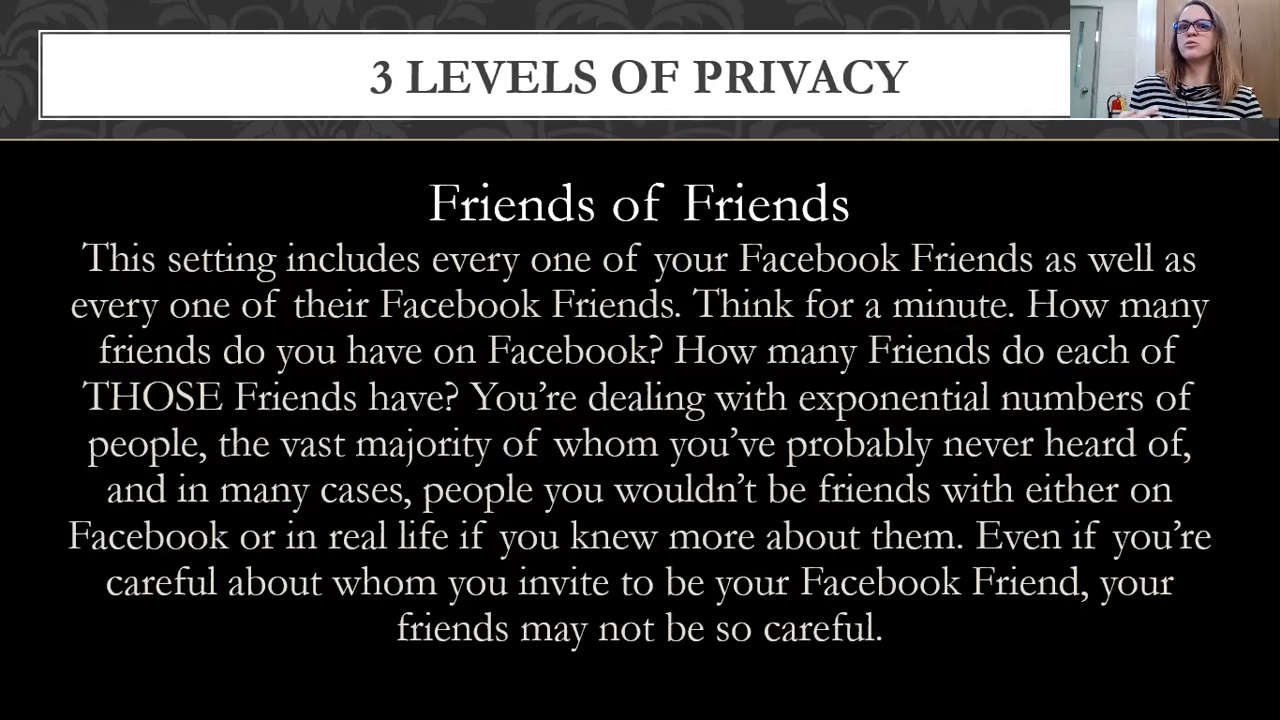 3 LEVELS OF PRIVACY
Friends of Friends
This setting includes every one of your Facebook Friends as well as
every one of their Facebook Friends. Think for a minute. How many
friends do you have on Facebook? How many Friends do each of
THOSE Friends have? You’re dealing with exponential numbers of
people, the vast majority of whom you’ve probably never heard of,
and in many cases, people you wouldn’t be friends with either on
Facebook or in real life if you knew more about them. Even if you’re
careful about whom you invite to be your Facebook Friend, your
friends may not be so careful.